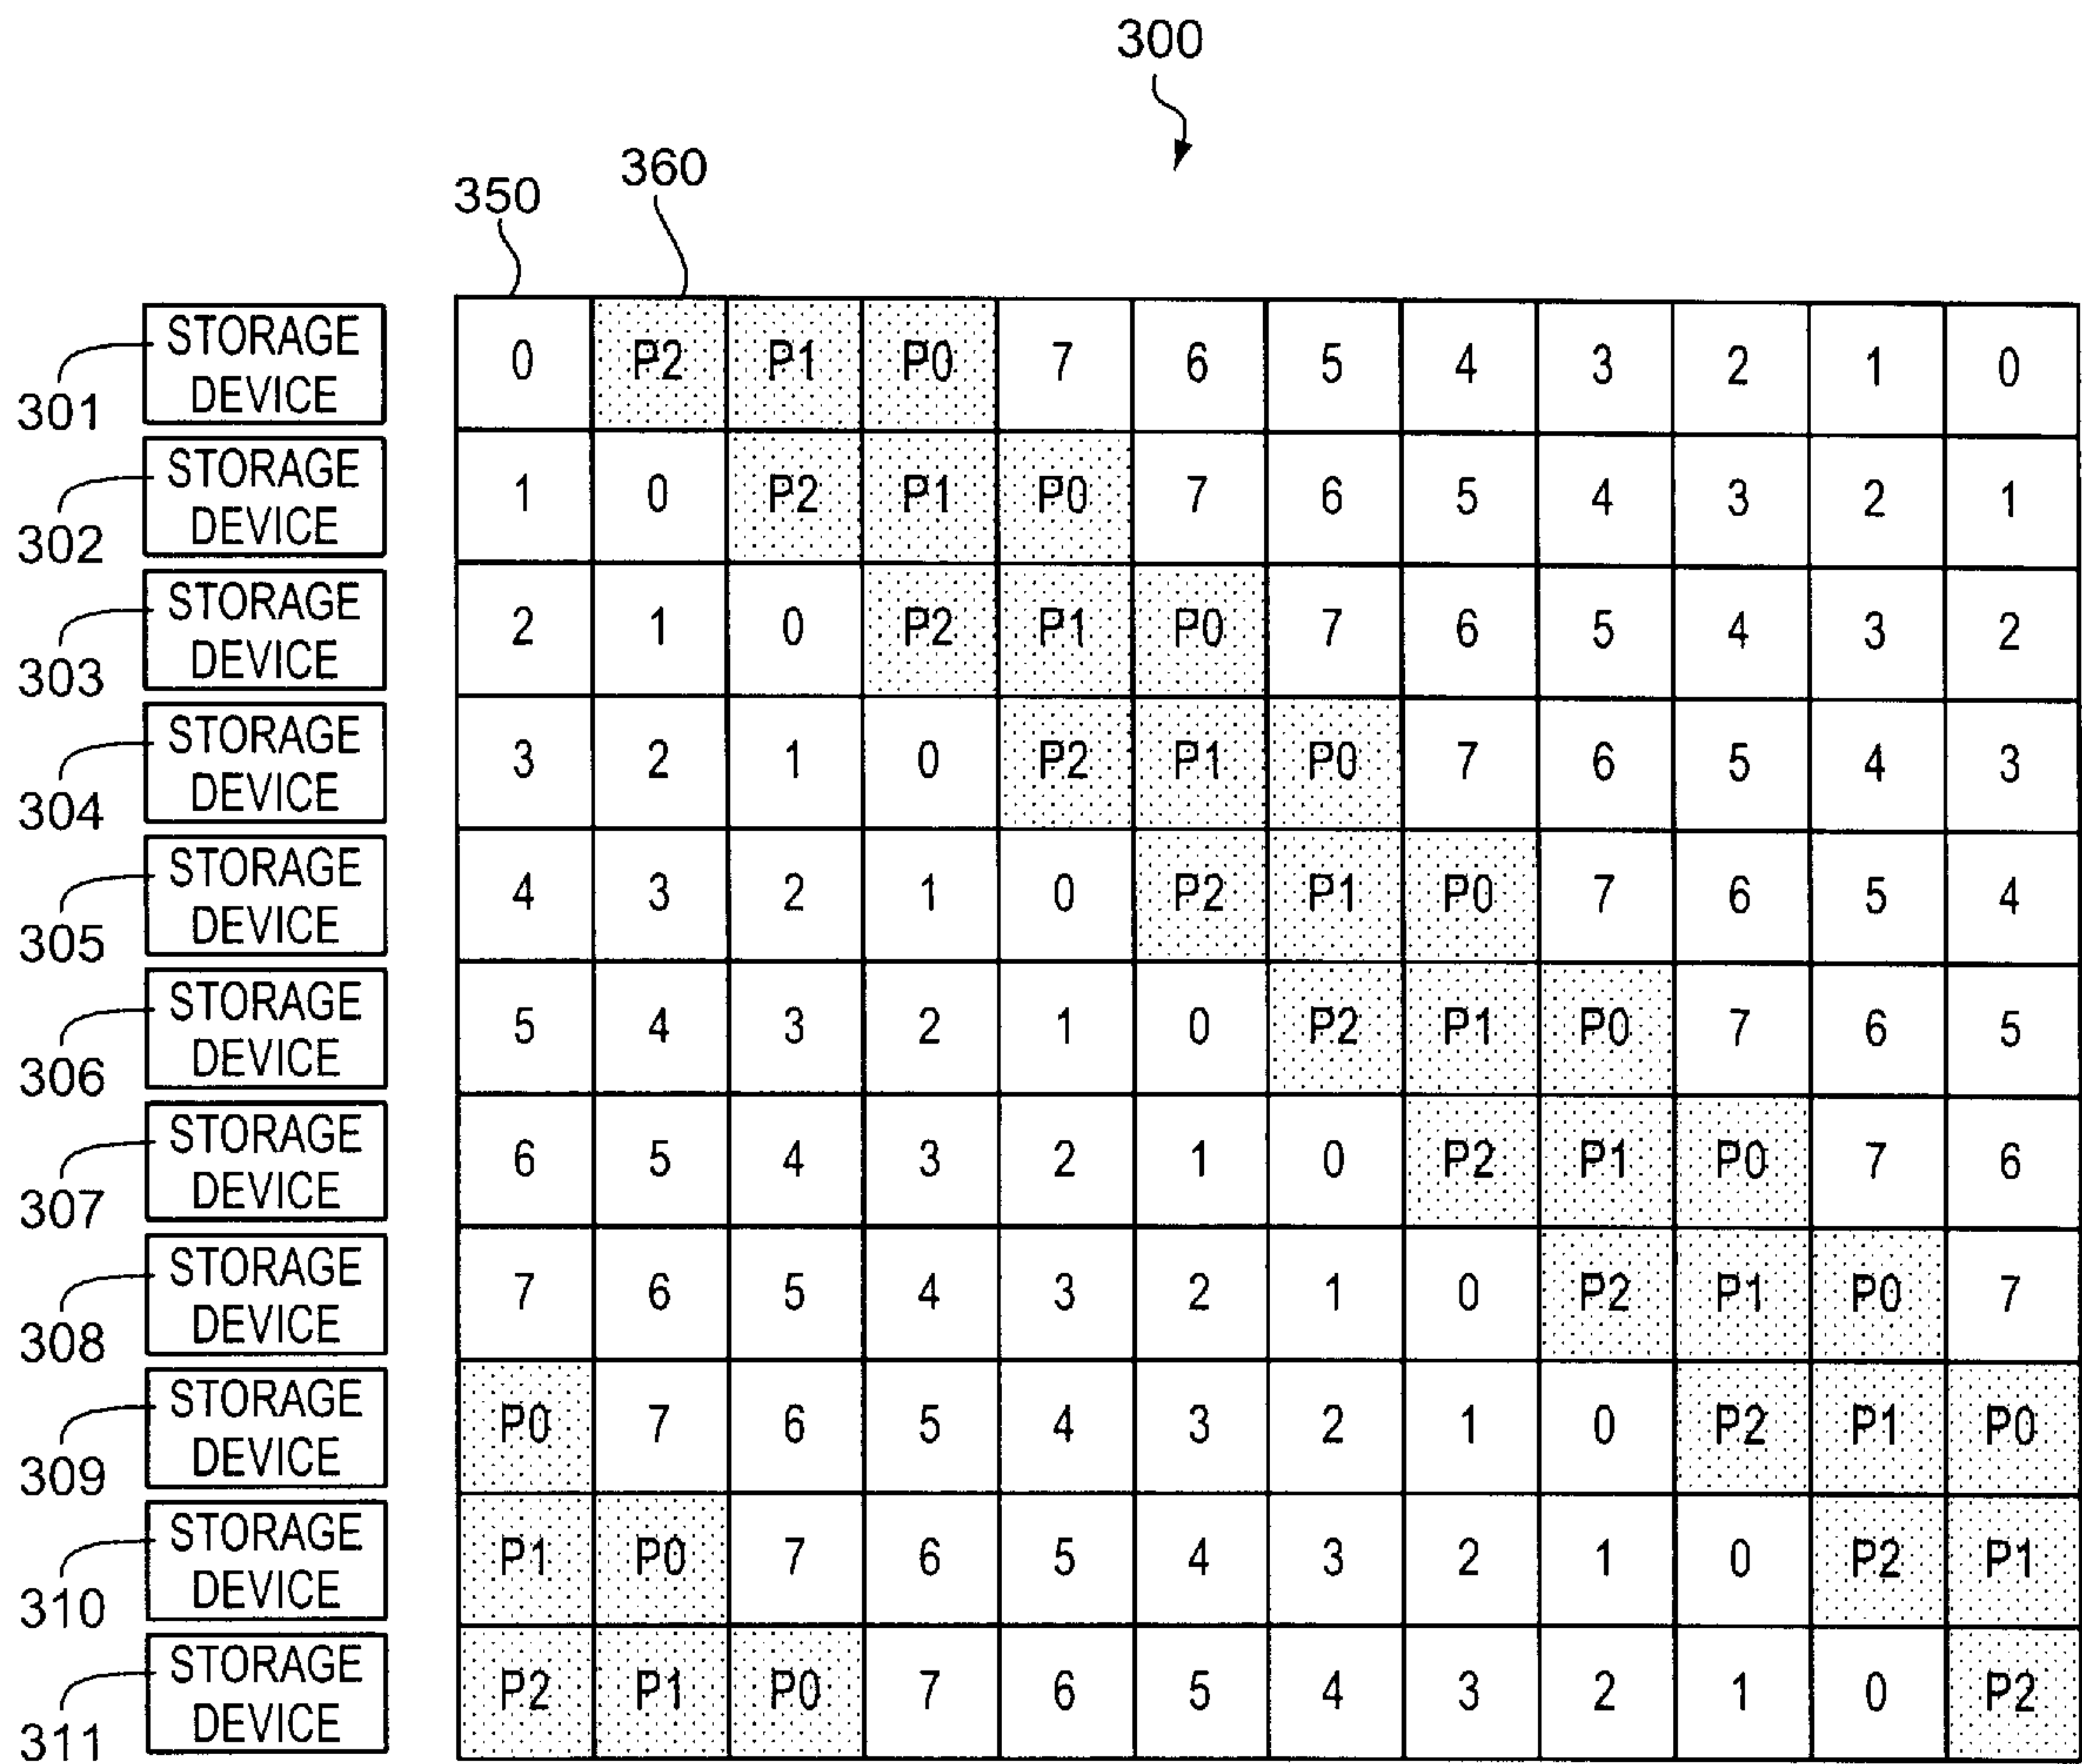 300
350 360
STORAGE DEVICE 301 0 P2 P1 P0 7 6 5 4 3 2 1 0
STORAGE DEVICE 302 1 0 P2 P1 P0 7 6 5 4 3 2 1
STORAGE DEVICE 303 2 1 0 P2 P1 P0 7 6 5 4 3 2
STORAGE DEVICE 304 3 2 1 0 P2 P1 P0 7 6 5 4 3
STORAGE DEVICE 305 4 3 2 1 0 P2 P1 P0 7 6 5 4
STORAGE DEVICE 306 5 4 3 2 1 0 P2 P1 P0 7 6 5
STORAGE DEVICE 307 6 5 4 3 2 1 0 P2 P1 P0 7 6
STORAGE DEVICE 308 7 6 5 4 3 2 1 0 P2 P1 P0 7
STORAGE DEVICE 309 P0 7 6 5 4 3 2 1 0 P2 P1 P0
STORAGE DEVICE 310 P1 P0 7 6 5 4 3 2 1 0 P2 P1
STORAGE DEVICE 311 P2 P1 P0 7 6 5 4 3 2 1 0 P2